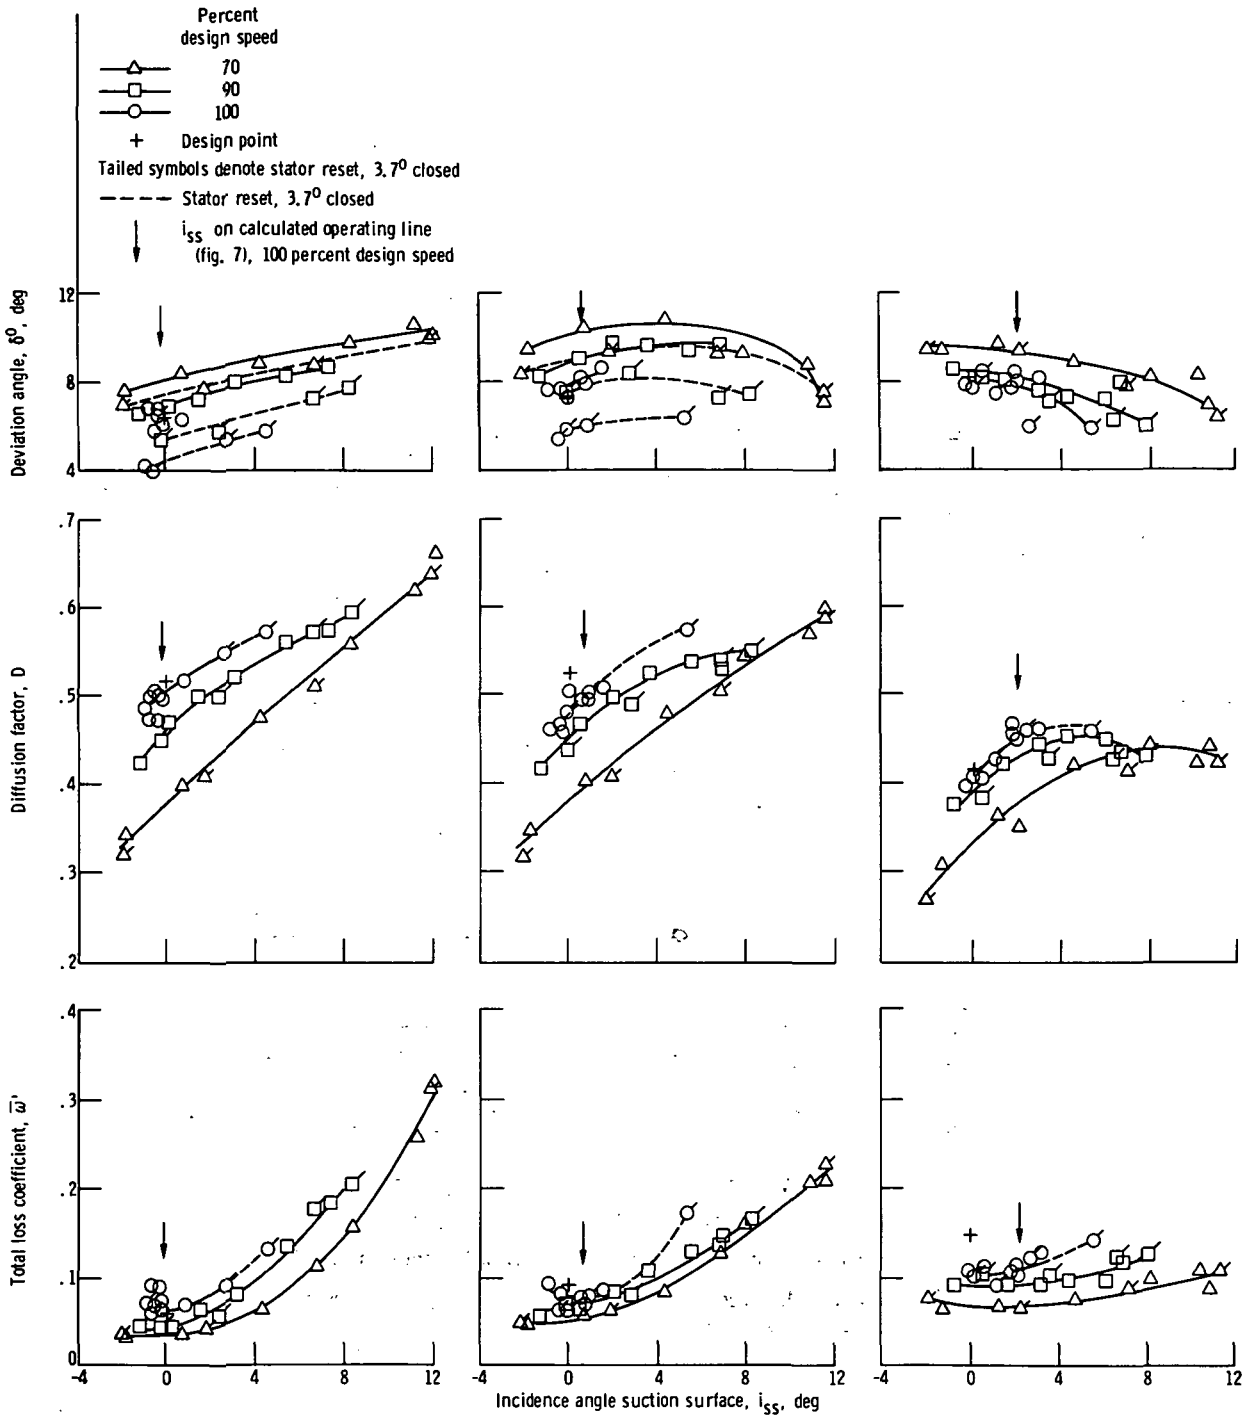 Percent
design speed
70
90
100
+ Design point
Tailed symbols denote stator reset, 3.7° closed
Stator reset, 3.7° closed
iss on calculated operating line
(fig. 7), 100 percent design speed
Deviation angle, δ°, deg
12
8
4
Diffusion factor, D
.7
.6
.5
.4
.3
.2
Total loss coefficient, ω̅'
.4
.3
.2
.1
0
-4 0 4 8 12 -4 0 4 8 12 -4 0 4 8 12
Incidence angle suction surface, iss, deg